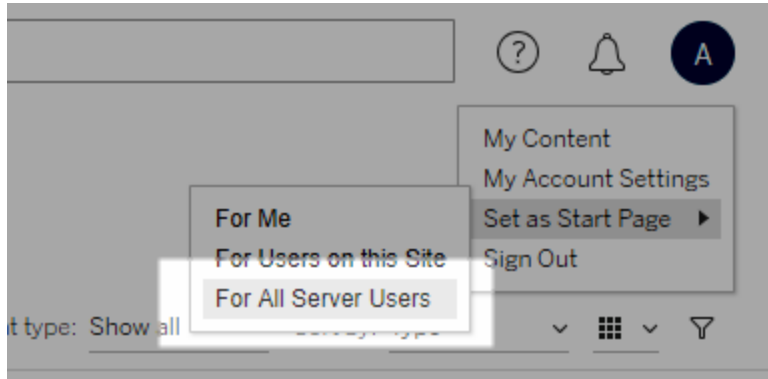 A
My Content
My Account Settings
Set as Start Page
Sign Out
For Me
For Users on this Site
For All Server Users
t type: Show all